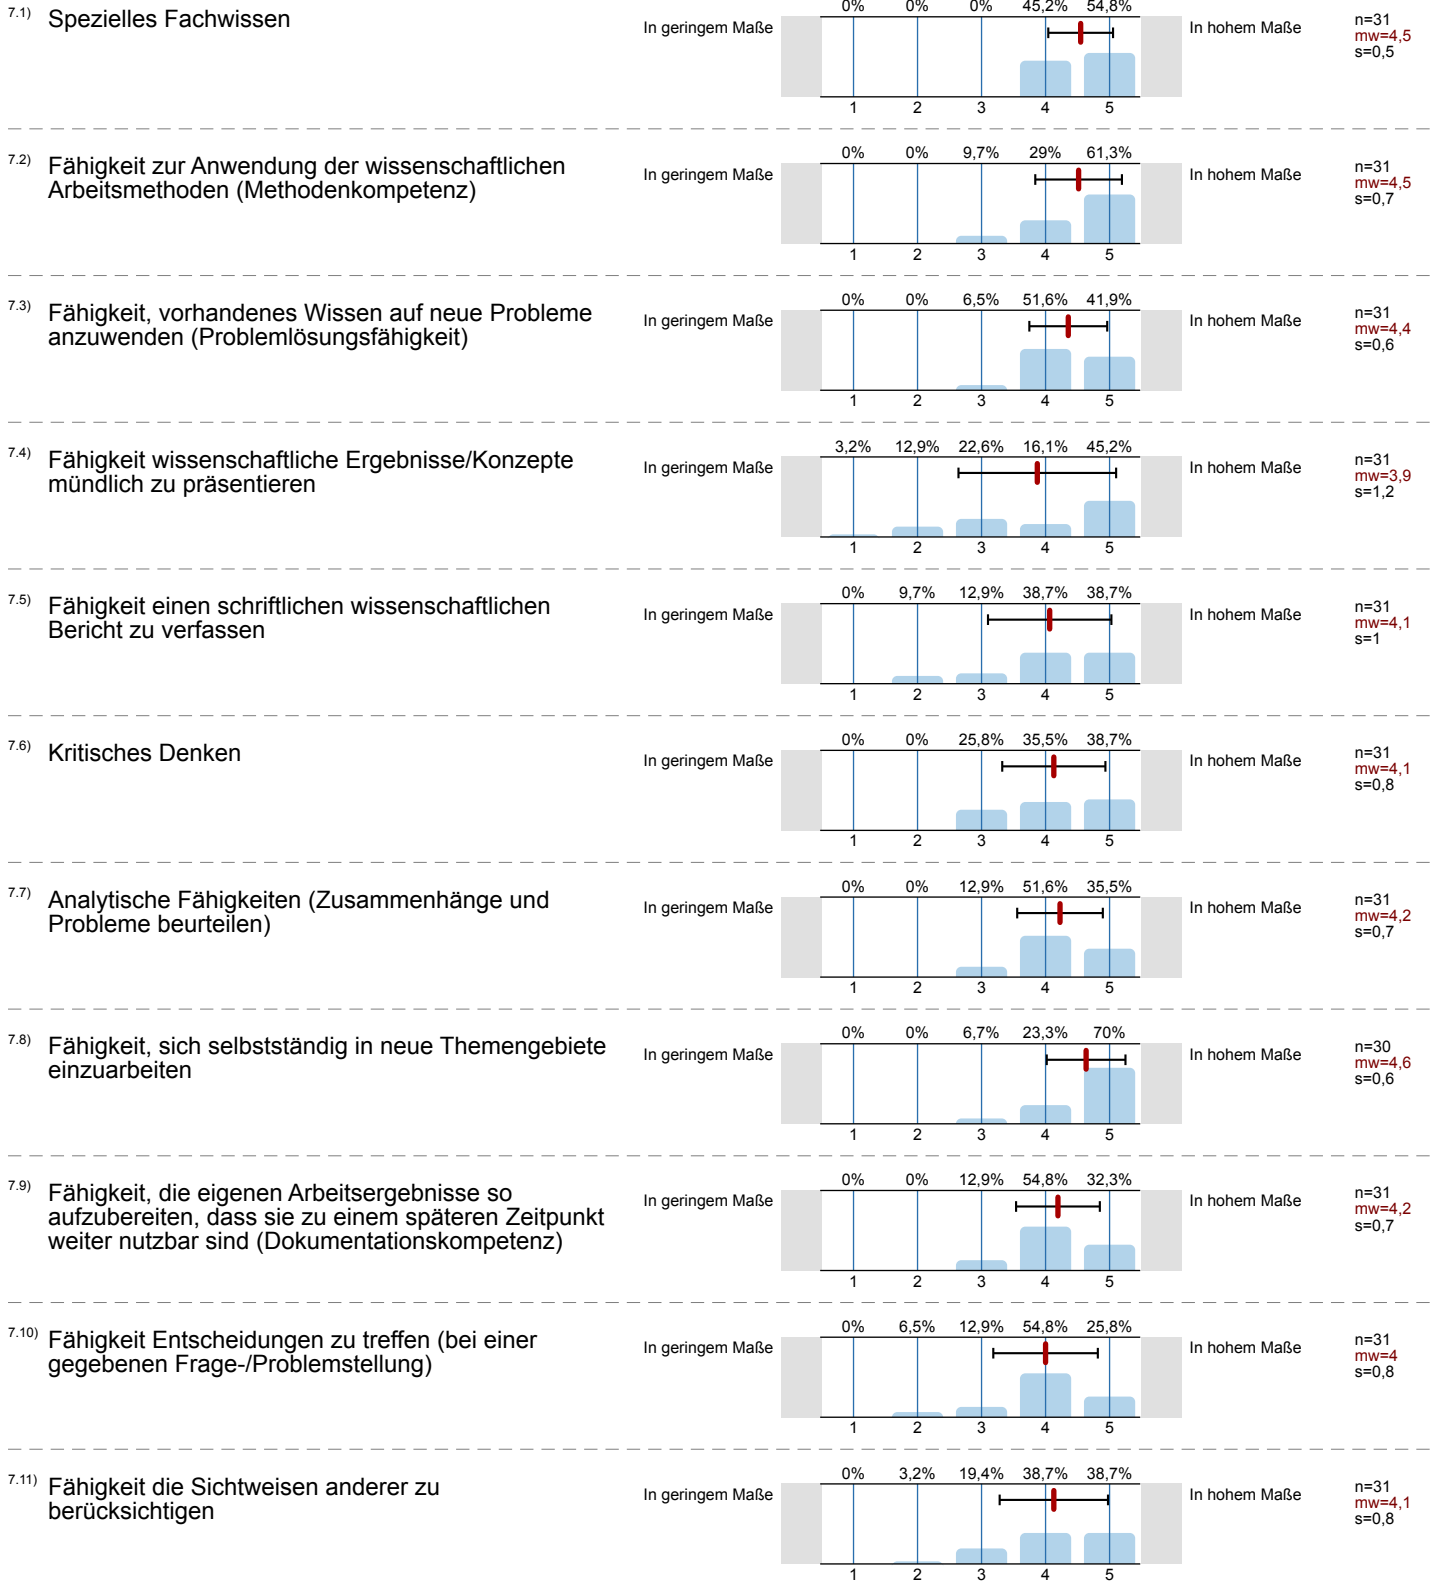 7.1) Spezielles Fachwissen
In geringem Maße
0% 0% 0% 45,2% 54,8%
1 2 3 4 5
In hohem Maße
n=31
mw=4,5
s=0,5
7.2) Fähigkeit zur Anwendung der wissenschaftlichen
Arbeitsmethoden (Methodenkompetenz)
In geringem Maße
0% 0% 9,7% 29% 61,3%
1 2 3 4 5
In hohem Maße
n=31
mw=4,5
s=0,7
7.3) Fähigkeit, vorhandenes Wissen auf neue Probleme
anzuwenden (Problemlösungsfähigkeit)
In geringem Maße
0% 0% 6,5% 51,6% 41,9%
1 2 3 4 5
In hohem Maße
n=31
mw=4,4
s=0,6
7.4) Fähigkeit wissenschaftliche Ergebnisse/Konzepte
mündlich zu präsentieren
In geringem Maße
3,2% 12,9% 22,6% 16,1% 45,2%
1 2 3 4 5
In hohem Maße
n=31
mw=3,9
s=1,2
7.5) Fähigkeit einen schriftlichen wissenschaftlichen
Bericht zu verfassen
In geringem Maße
0% 9,7% 12,9% 38,7% 38,7%
1 2 3 4 5
In hohem Maße
n=31
mw=4,1
s=1
7.6) Kritisches Denken
In geringem Maße
0% 0% 25,8% 35,5% 38,7%
1 2 3 4 5
In hohem Maße
n=31
mw=4,1
s=0,8
7.7) Analytische Fähigkeiten (Zusammenhänge und
Probleme beurteilen)
In geringem Maße
0% 0% 12,9% 51,6% 35,5%
1 2 3 4 5
In hohem Maße
n=31
mw=4,2
s=0,7
7.8) Fähigkeit, sich selbstständig in neue Themengebiete
einzuarbeiten
In geringem Maße
0% 0% 6,7% 23,3% 70%
1 2 3 4 5
In hohem Maße
n=30
mw=4,6
s=0,6
7.9) Fähigkeit, die eigenen Arbeitsergebnisse so
aufzubereiten, dass sie zu einem späteren Zeitpunkt
weiter nutzbar sind (Dokumentationskompetenz)
In geringem Maße
0% 0% 12,9% 54,8% 32,3%
1 2 3 4 5
In hohem Maße
n=31
mw=4,2
s=0,7
7.10) Fähigkeit Entscheidungen zu treffen (bei einer
gegebenen Frage-/Problemstellung)
In geringem Maße
0% 6,5% 12,9% 54,8% 25,8%
1 2 3 4 5
In hohem Maße
n=31
mw=4
s=0,8
7.11) Fähigkeit die Sichtweisen anderer zu
berücksichtigen
In geringem Maße
0% 3,2% 19,4% 38,7% 38,7%
1 2 3 4 5
In hohem Maße
n=31
mw=4,1
s=0,8